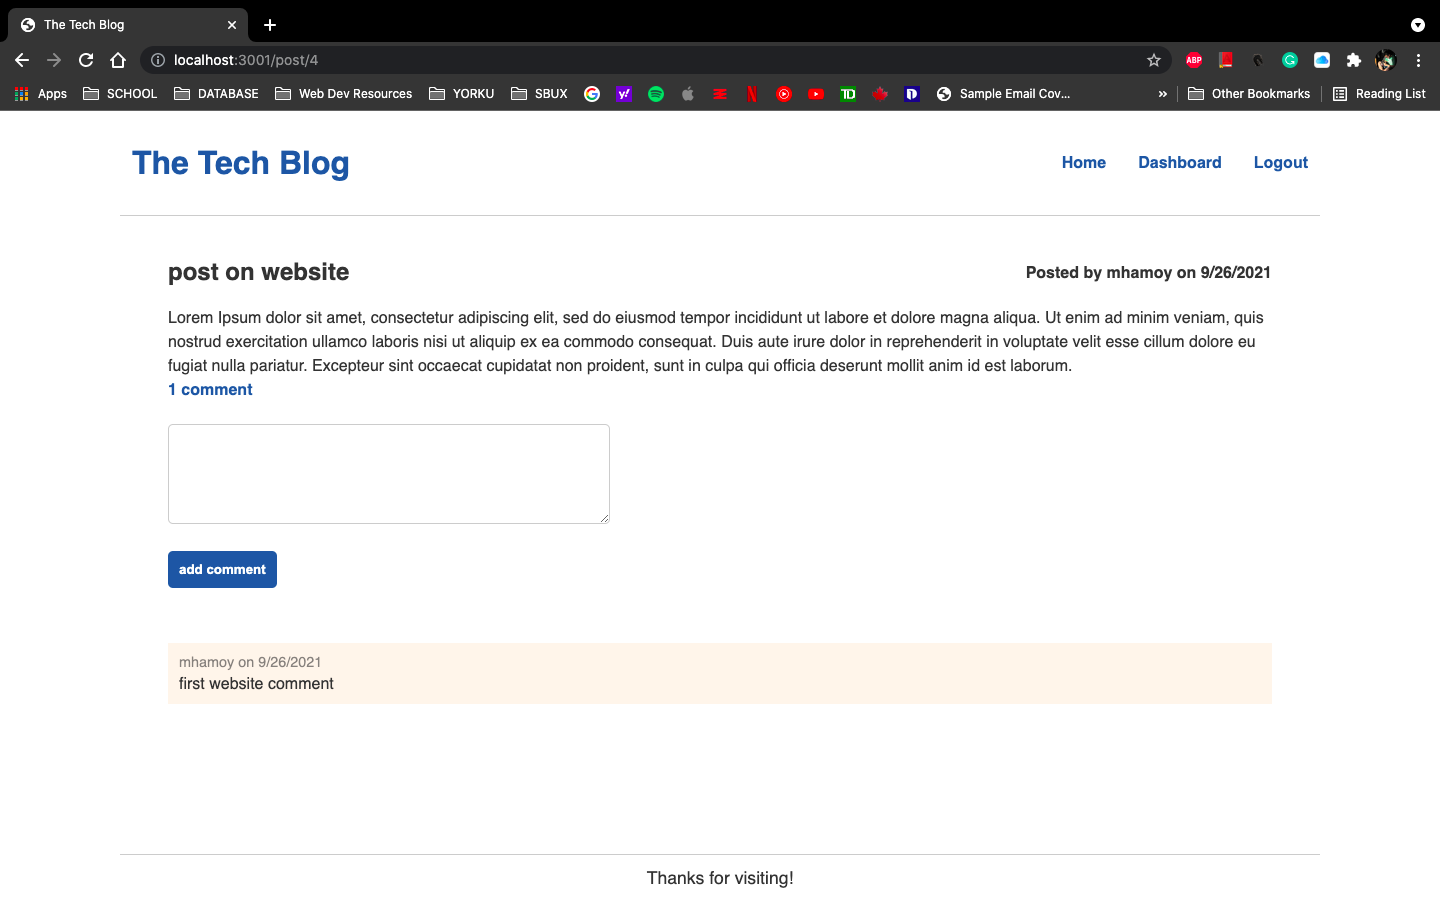 The Tech Blog
localhost:3001/post/4
ABP
Apps SCHOOL DATABASE Web Dev Resources YORKU SBUX Sample Email Cov... » Other Bookmarks Reading List
The Tech Blog
Home Dashboard Logout
post on website
Posted by mhamoy on 9/26/2021
Lorem Ipsum dolor sit amet, consectetur adipiscing elit, sed do eiusmod tempor incididunt ut labore et dolore magna aliqua. Ut enim ad minim veniam, quis
nostrud exercitation ullamco laboris nisi ut aliquip ex ea commodo consequat. Duis aute irure dolor in reprehenderit in voluptate velit esse cillum dolore eu
fugiat nulla pariatur. Excepteur sint occaecat cupidatat non proident, sunt in culpa qui officia deserunt mollit anim id est laborum.
1 comment
add comment
mhamoy on 9/26/2021
first website comment
Thanks for visiting!